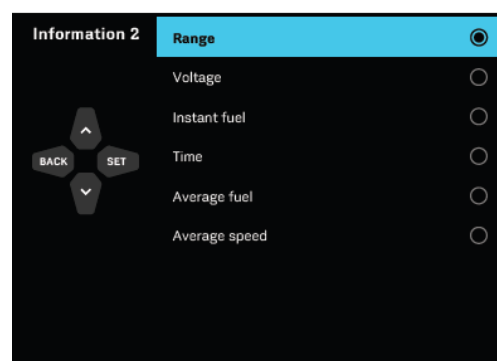 Information 2
Range
Voltage
Instant fuel
BACK SET
Time
Average fuel
Average speed